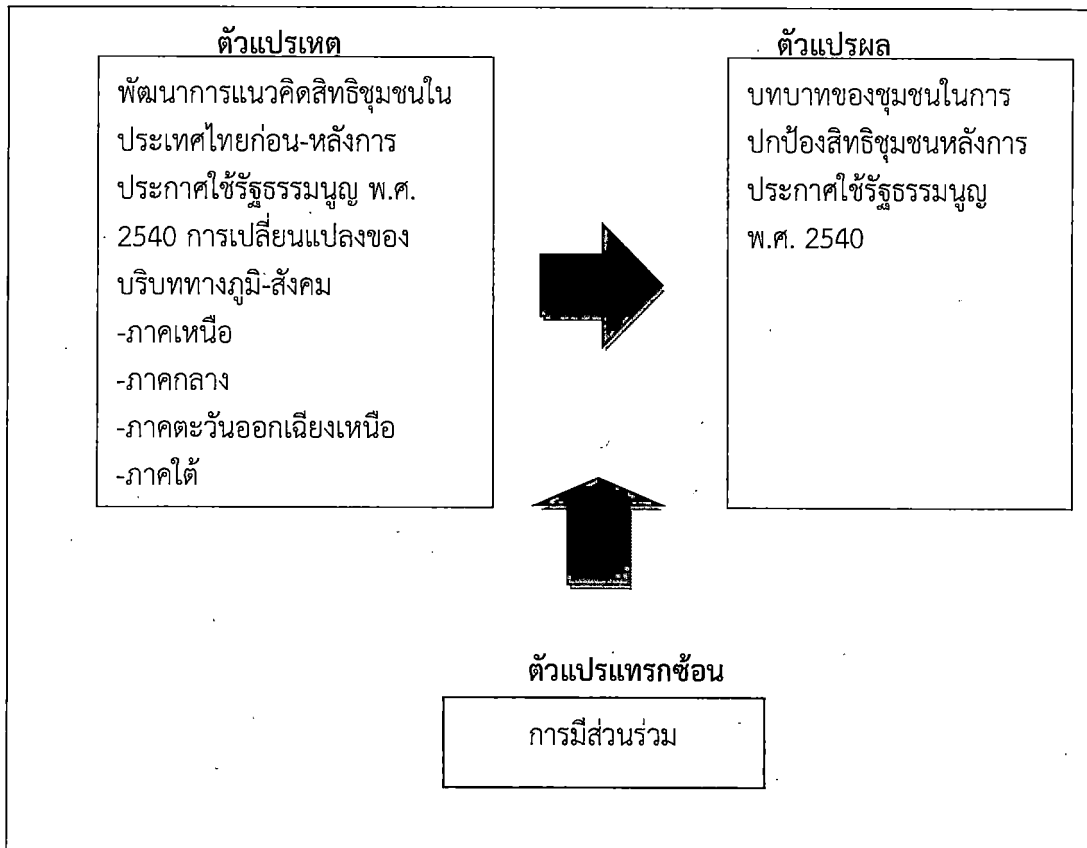 ตัวแปรเหตุ
พัฒนาการแนวคิดสิทธิชุมชนใน
ประเทศไทยก่อน-หลังการ
ประกาศใช้รัฐธรรมนูญ พ.ศ.
2540 การเปลี่ยนแปลงของ
บริบททางภูมิ-สังคม
-ภาคเหนือ
-ภาคกลาง
-ภาคตะวันออกเฉียงเหนือ
-ภาคใต้
ตัวแปรผล
บทบาทของชุมชนในการ
ปกป้องสิทธิชุมชนหลังการ
ประกาศใช้รัฐธรรมนูญ
พ.ศ. 2540
ตัวแปรแทรกซ้อน
การมีส่วนร่วม